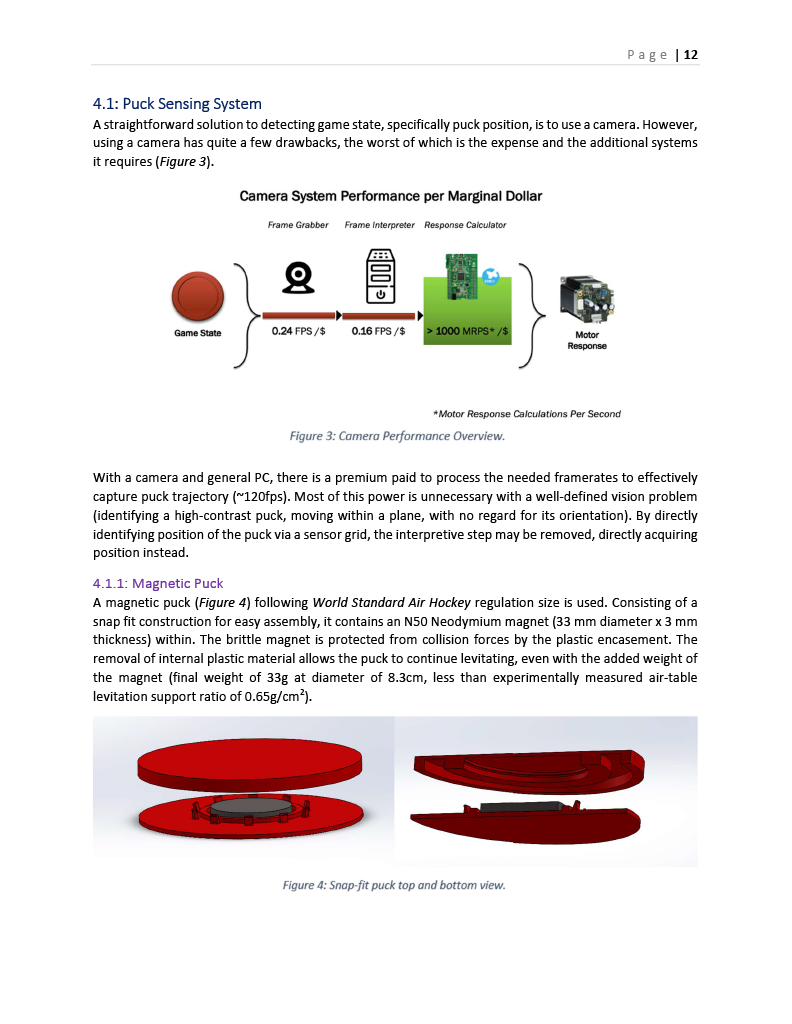 Page | 12
4.1: Puck Sensing System
A straightforward solution to detecting game state, specifically puck position, is to use a camera. However,
using a camera has quite a few drawbacks, the worst of which is the expense and the additional systems
it requires (Figure 3).
Camera System Performance per Marginal Dollar
Frame Grabber Frame Interpreter Response Calculator
Game State
0.24 FPS /$
0.16 FPS /$
> 1000 MRPS* /$
Motor
Response
*Motor Response Calculations Per Second
Figure 3: Camera Performance Overview.
With a camera and general PC, there is a premium paid to process the needed framerates to effectively
capture puck trajectory (~120fps). Most of this power is unnecessary with a well-defined vision problem
(identifying a high-contrast puck, moving within a plane, with no regard for its orientation). By directly
identifying position of the puck via a sensor grid, the interpretive step may be removed, directly acquiring
position instead.
4.1.1: Magnetic Puck
A magnetic puck (Figure 4) following World Standard Air Hockey regulation size is used. Consisting of a
snap fit construction for easy assembly, it contains an N50 Neodymium magnet (33 mm diameter x 3 mm
thickness) within. The brittle magnet is protected from collision forces by the plastic encasement. The
removal of internal plastic material allows the puck to continue levitating, even with the added weight of
the magnet (final weight of 33g at diameter of 8.3cm, less than experimentally measured air-table
levitation support ratio of 0.65g/cm²).
Figure 4: Snap-fit puck top and bottom view.